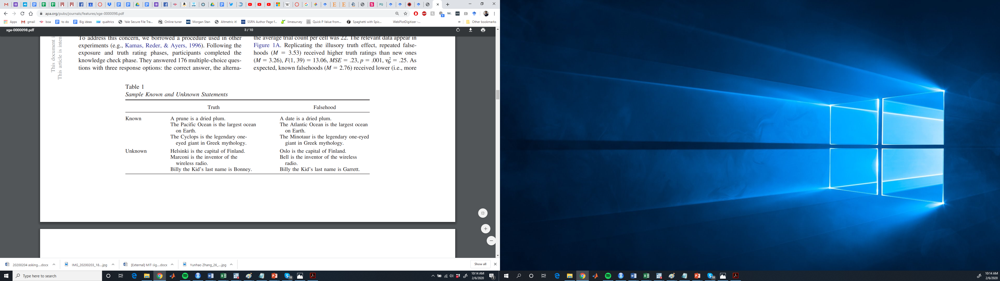 apa.org/pubs/journals/features/xge-0000098.pdf
Apps gmail boa to do Big ideas qualtrics Yale Secure File Tra... Online tuner Morgan Stan Altmetric it! SSRN Author Page f... limesurvey Quick P Value from... Spaghetti with Spic... WebPlotDigitizer -... » Other bookmarks
xge-0000098.pdf 3 / 10
This document i
This article is inten
To address this concern, we borrowed a procedure used in other
experiments (e.g., Kamas, Reder, & Ayers, 1996). Following the
exposure and truth rating phases, participants completed the
knowledge check phase. They answered 176 multiple-choice ques-
tions with three response options: the correct answer, the alterna-
the average trial count per cell was 22. The relevant data appear in
Figure 1A. Replicating the illusory truth effect, repeated false-
hoods (M = 3.53) received higher truth ratings than new ones
(M = 3.26), F(1, 39) = 13.06, MSE = .23, p = .001, η²p = .25. As
expected, known falsehoods (M = 2.76) received lower (i.e., more
Table 1
Sample Known and Unknown Statements
Truth Falsehood
Known A prune is a dried plum. A date is a dried plum.
The Pacific Ocean is the largest ocean The Atlantic Ocean is the largest ocean
on Earth. on Earth.
The Cyclops is the legendary one- The Minotaur is the legendary one-eyed
eyed giant in Greek mythology. giant in Greek mythology.
Unknown Helsinki is the capital of Finland. Oslo is the capital of Finland.
Marconi is the inventor of the Bell is the inventor of the wireless
wireless radio. radio.
Billy the Kid's last name is Bonney. Billy the Kid's last name is Garrett.
20200204 asking....docx IMG_20200203_18....jpg [External] MIT-Jig....docx Yunhao Zhang_26_....jpg Show all
Type here to search
10:14 AM
2/6/2020
10:14 AM
2/6/2020